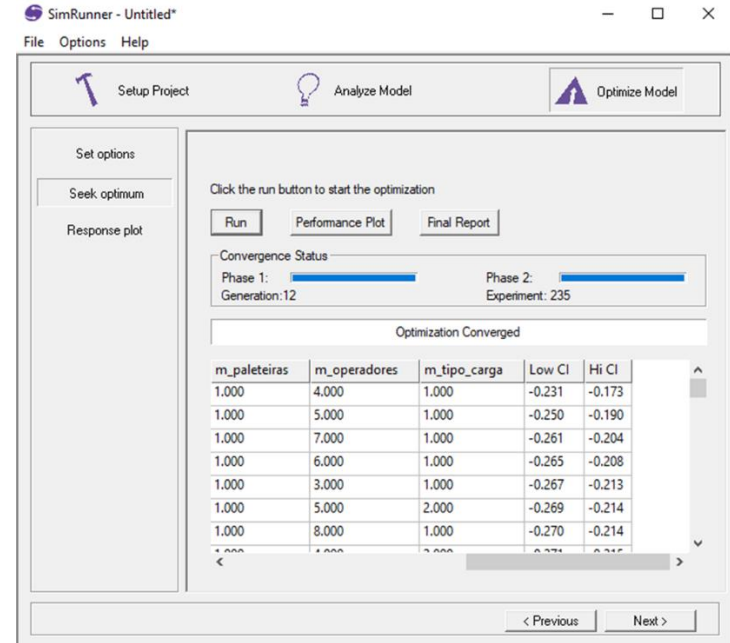 SimRunner - Untitled*
File Options Help
Setup Project Analyze Model Optimize Model
Set options
Seek optimum
Response plot
Click the run button to start the optimization
Run Performance Plot Final Report
Convergence Status
Phase 1: Phase 2:
Generation:12 Experiment: 235
Optimization Converged
m_paleteiras m_operadores m_tipo_carga Low CI Hi CI
1.000 4.000 1.000 -0.231 -0.173
1.000 5.000 1.000 -0.250 -0.190
1.000 7.000 1.000 -0.261 -0.204
1.000 6.000 1.000 -0.265 -0.208
1.000 3.000 1.000 -0.267 -0.213
1.000 5.000 2.000 -0.269 -0.214
1.000 8.000 1.000 -0.270 -0.214
< Previous Next >